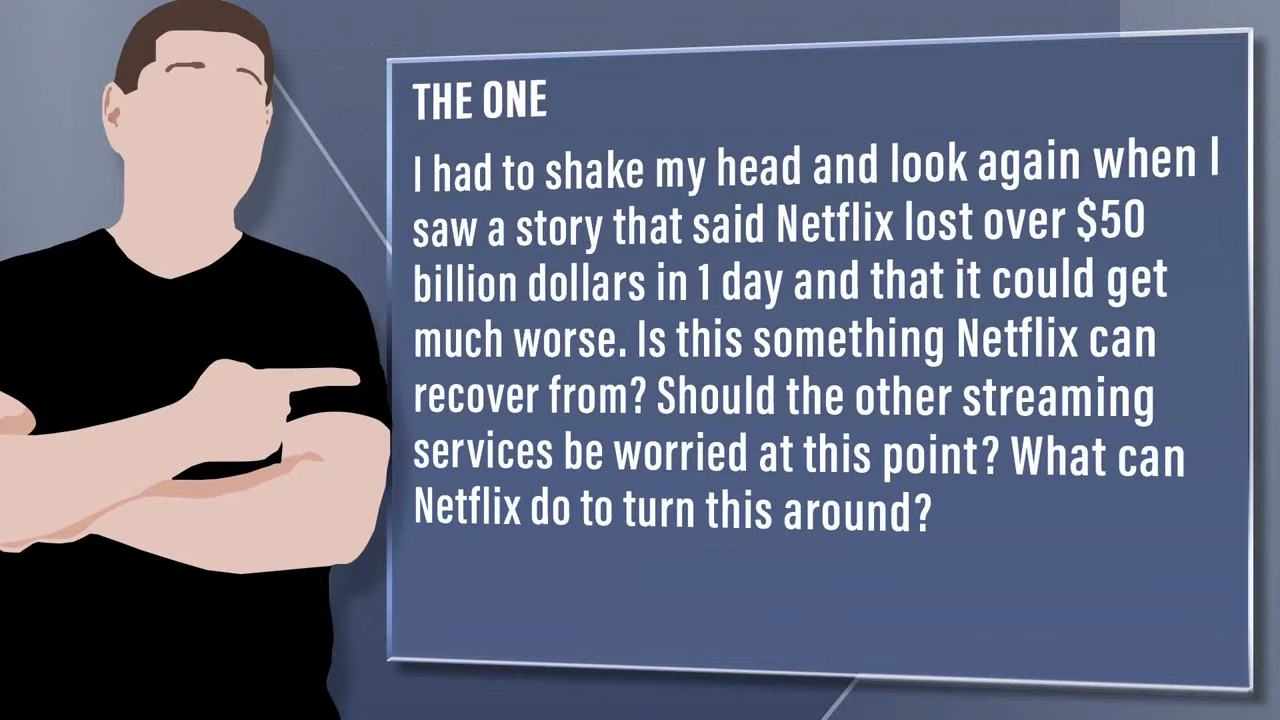 THE ONE
I had to shake my head and look again when I
saw a story that said Netflix lost over $50
billion dollars in 1 day and that it could get
much worse. Is this something Netflix can
recover from? Should the other streaming
services be worried at this point? What can
Netflix do to turn this around?